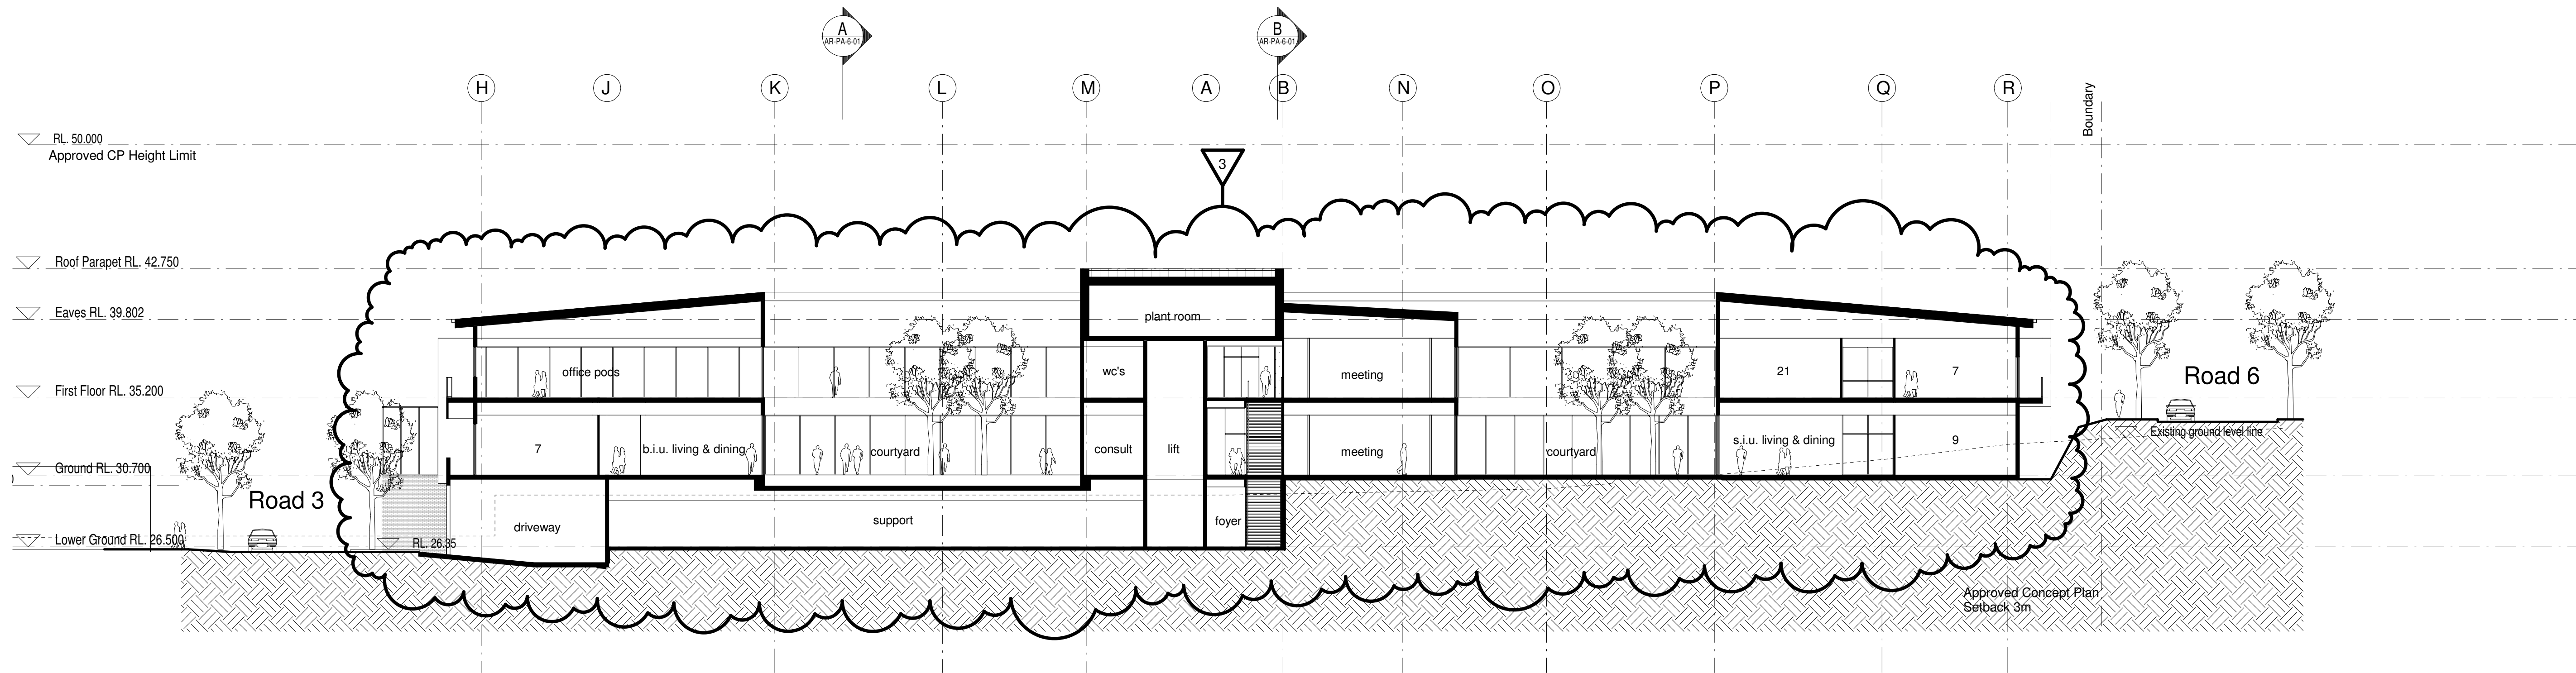 A
AR-PA-6-01
B
AR-PA-6-01
H J K L M A B N O P Q R
Boundary
RL. 50.000
Approved CP Height Limit
3
Roof Parapet RL. 42.750
Eaves RL. 39.802
plant room
First Floor RL. 35.200
office pods
wc's
meeting
21
7
Road 6
Existing ground level line
Ground RL. 30.700
7
b.i.u. living & dining
courtyard
consult
lift
meeting
courtyard
s.i.u. living & dining
9
Road 3
driveway
support
foyer
Lower Ground RL. 26.500
RL. 26.35
Approved Concept Plan
Setback 3m